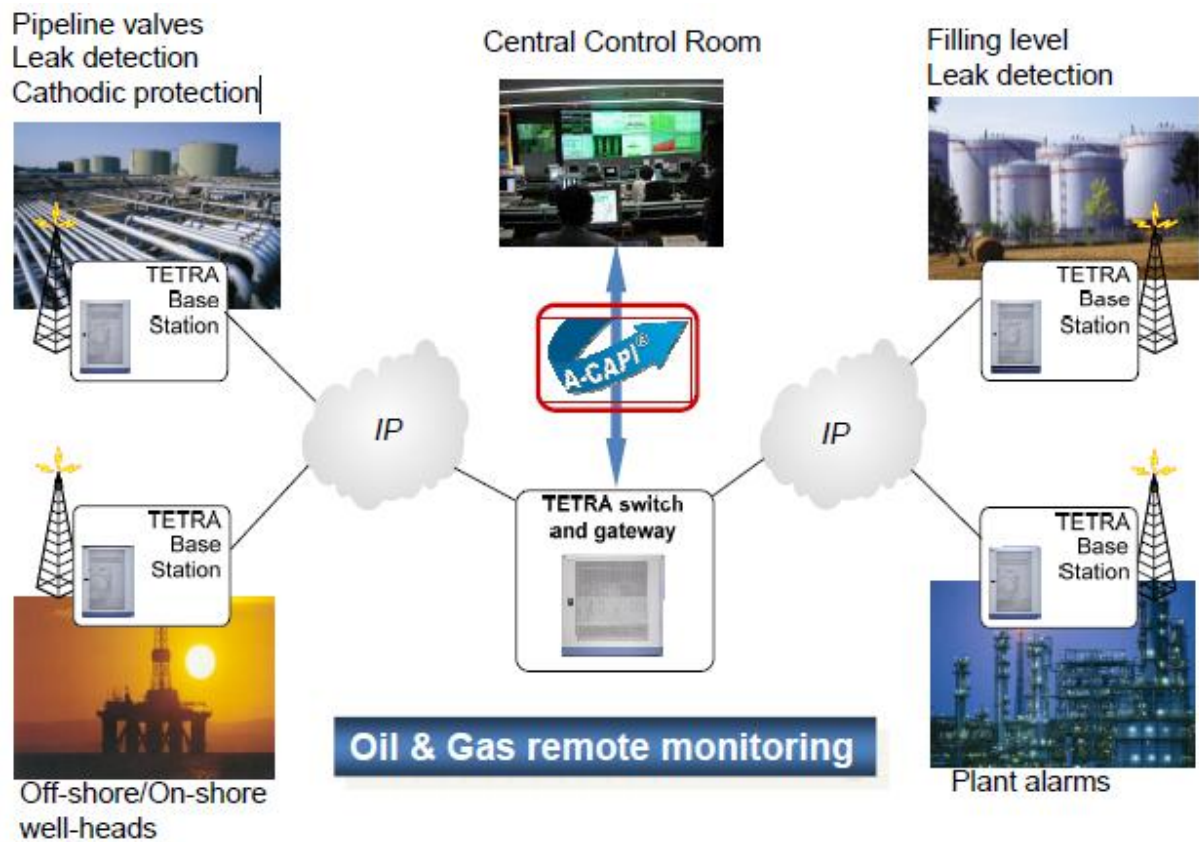 Pipeline valves
Leak detection
Cathodic protection
Central Control Room
Filling level
Leak detection
TETRA
Base
Station
A-CAPI®
TETRA
Base
Station
IP
IP
TETRA
Base
Station
TETRA switch
and gateway
TETRA
Base
Station
Oil & Gas remote monitoring
Off-shore/On-shore
well-heads
Plant alarms